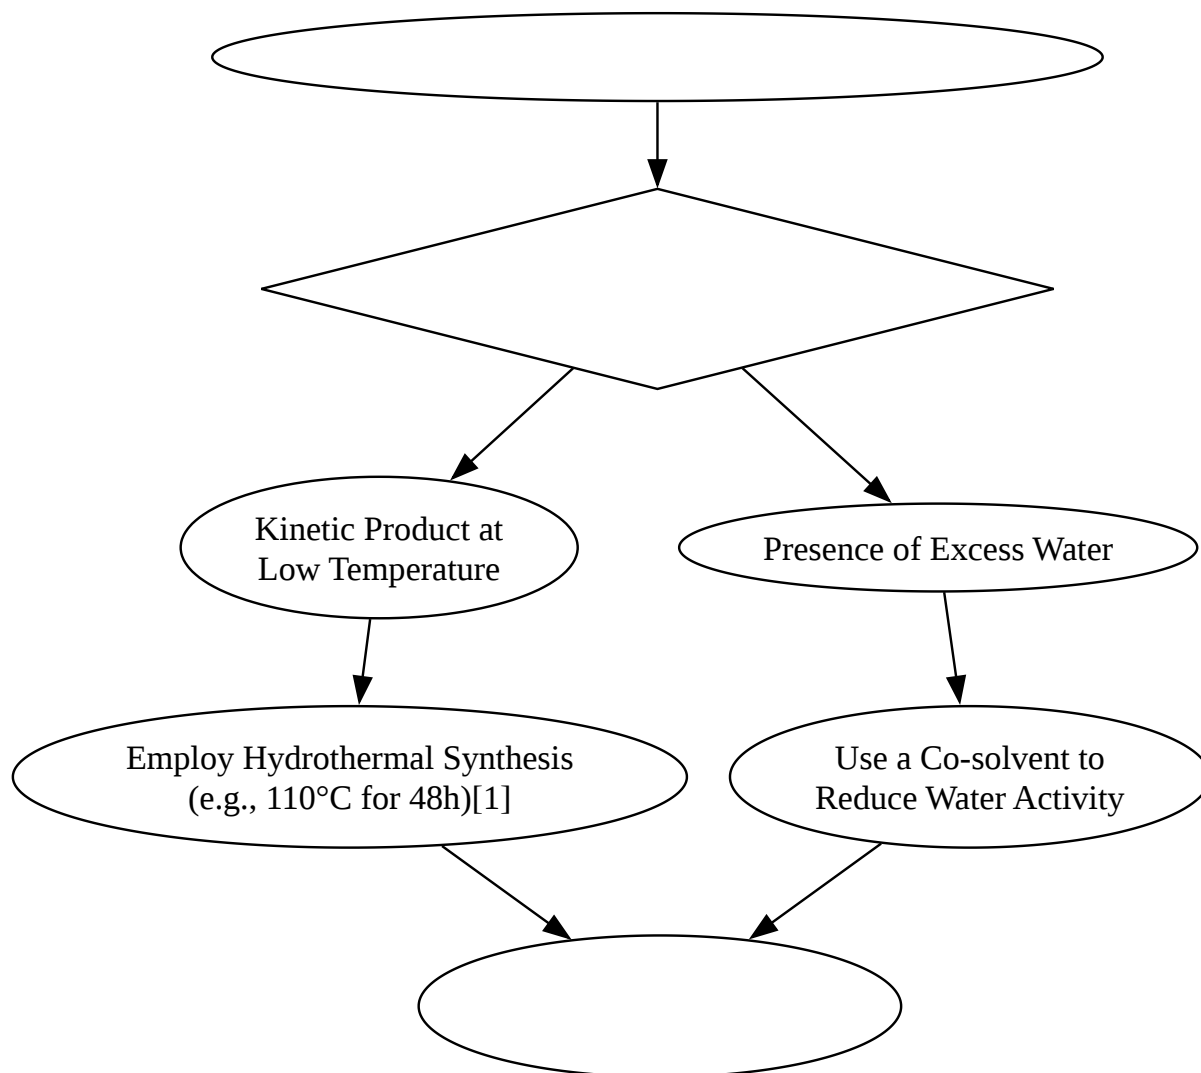 Kinetic Product at
Low Temperature
Presence of Excess Water
Employ Hydrothermal Synthesis
(e.g., 110°C for 48h)[1]
Use a Co-solvent to
Reduce Water Activity